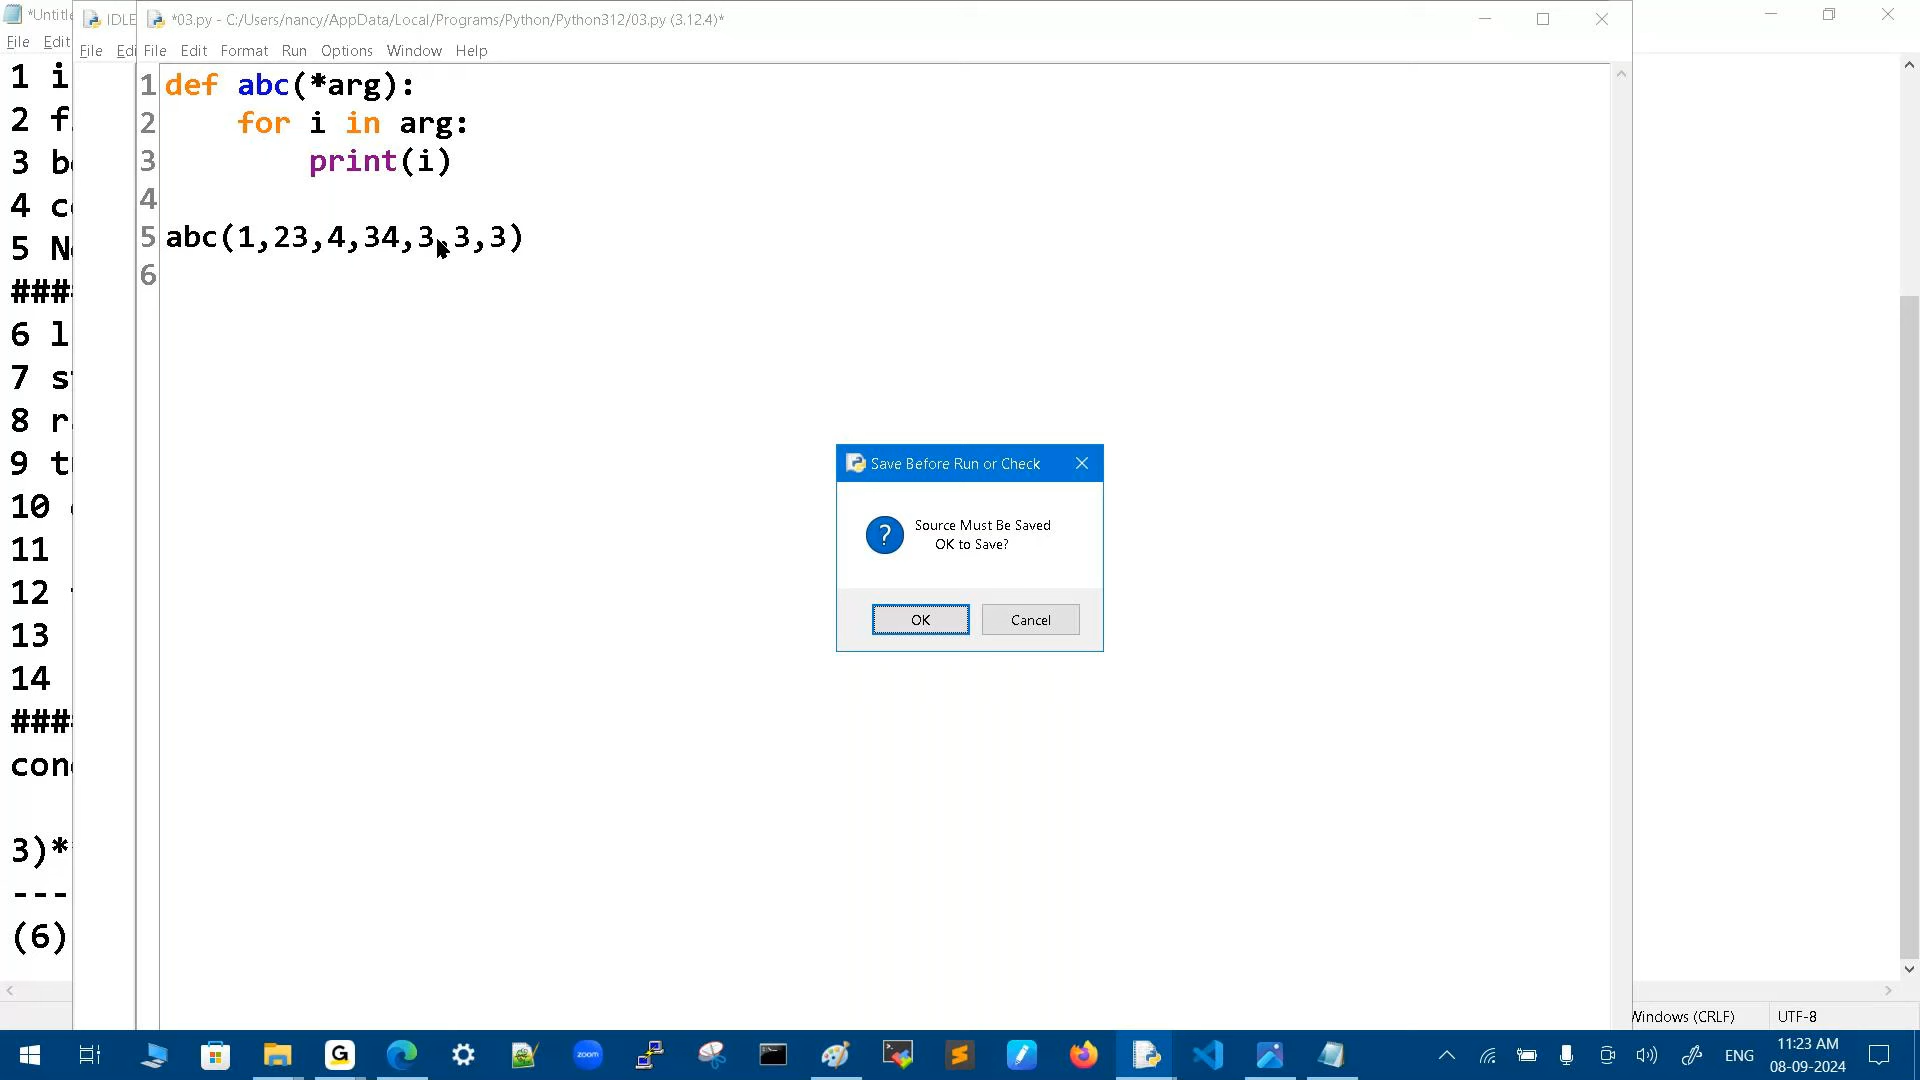 *Untitle
File Edit
1 i
2 f
3 b
4 c
5 N
####
6 l
7 s
8 r
9 t
10
11
12
13
14
####
con
3)*
---
(6)
IDLE
File Edi
*03.py - C:/Users/nancy/AppData/Local/Programs/Python/Python312/03.py (3.12.4)*
File Edit Format Run Options Window Help
1 def abc(*arg):
2 for i in arg:
3 print(i)
4
5 abc(1,23,4,34,3,3,3)
6
Save Before Run or Check
Source Must Be Saved
OK to Save?
OK Cancel
Windows (CRLF) UTF-8
G
zoom
ENG
11:23 AM
08-09-2024